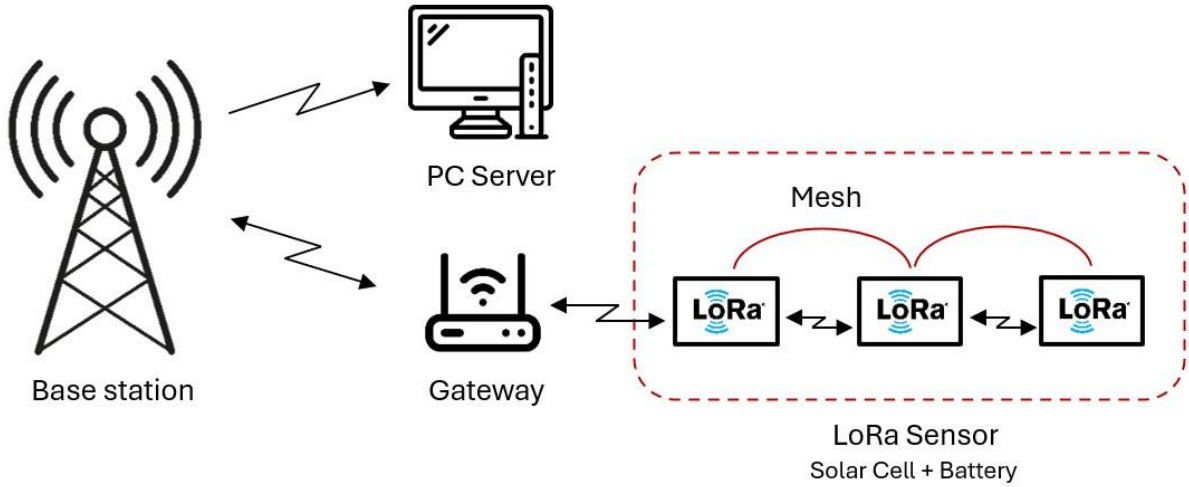 PC Server
Mesh
LoRa
LoRa
LoRa
Base station
Gateway
LoRa Sensor
Solar Cell + Battery